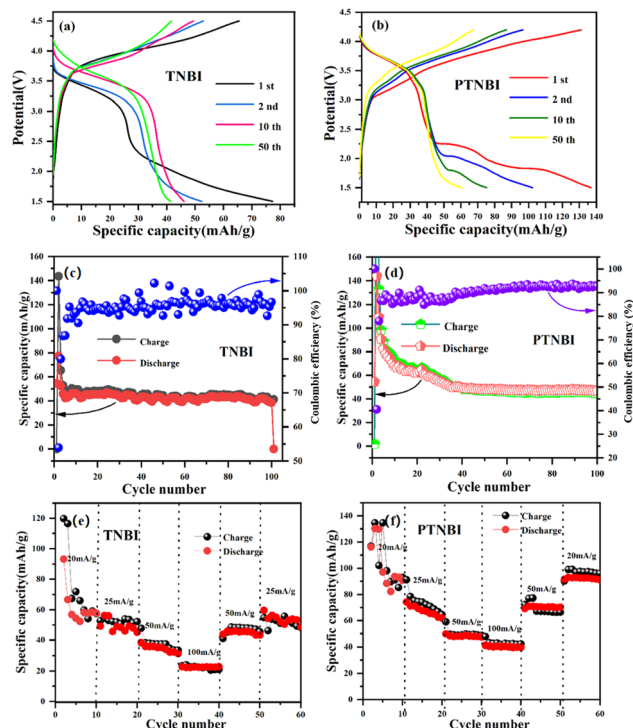 (a)
TNBI
1 st
2 nd
10 th
50 th
4.5
4.0
3.5
3.0
2.5
2.0
1.5
0 10 20 30 40 50 60 70 80
Potential(V)
Specific capacity(mAh/g)
(b)
PTNBI
1 st
2 nd
10 th
50 th
4.5
4.0
3.5
3.0
2.5
2.0
1.5
0 10 20 30 40 50 60 70 80 90 100 110 120 130 140
Potential(V)
Specific capacity(mAh/g)
(c)
Charge
Discharge
TNBI
160
140
120
100
80
60
40
20
0
110
100
90
80
70
60
50
0 20 40 60 80 100
Specific capacity(mAh/g)
Coulombic efficiency (%)
Cycle number
(d)
Charge
Discharge
PTNBI
160
140
120
100
80
60
40
20
0
100
90
80
70
60
50
40
30
20
0 20 40 60 80 100
Specific capacity(mAh/g)
Coulombic efficiency (%)
Cycle number
(e)
TNBI
Charge
Discharge
20mA/g
25mA/g
50mA/g
100mA/g
50mA/g
25mA/g
120
100
80
60
40
20
0
0 10 20 30 40 50 60
Specific capacity(mAh/g)
Cycle number
(f)
PTNBI
Charge
Discharge
20mA/g
25mA/g
50mA/g
100mA/g
50mA/g
20mA/g
140
120
100
80
60
40
20
0
0 10 20 30 40 50 60
Specific capacity(mAh/g)
Cycle number